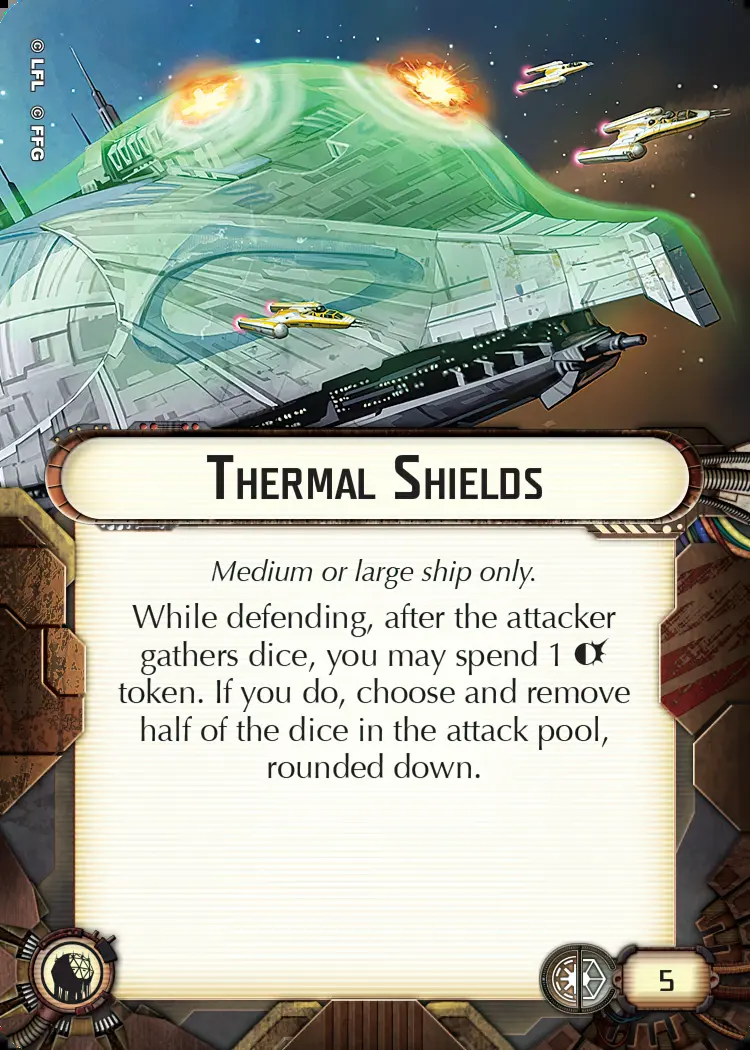 © LFL © FFG
Thermal Shields
Medium or large ship only.
While defending, after the attacker
gathers dice, you may spend 1
token. If you do, choose and remove
half of the dice in the attack pool,
rounded down.
5